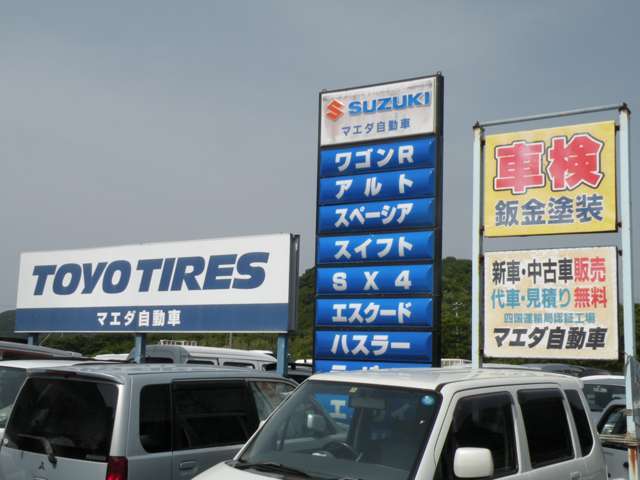 TOYO TIRES
マエダ自動車
SUZUKI
マエダ自動車
ワゴンR
アルト
スペーシア
スイフト
SX4
エスクード
ハスラー
車検
鈑金塗装
新車・中古車販売
代車・見積り無料
四国運輸局認証工場
マエダ自動車